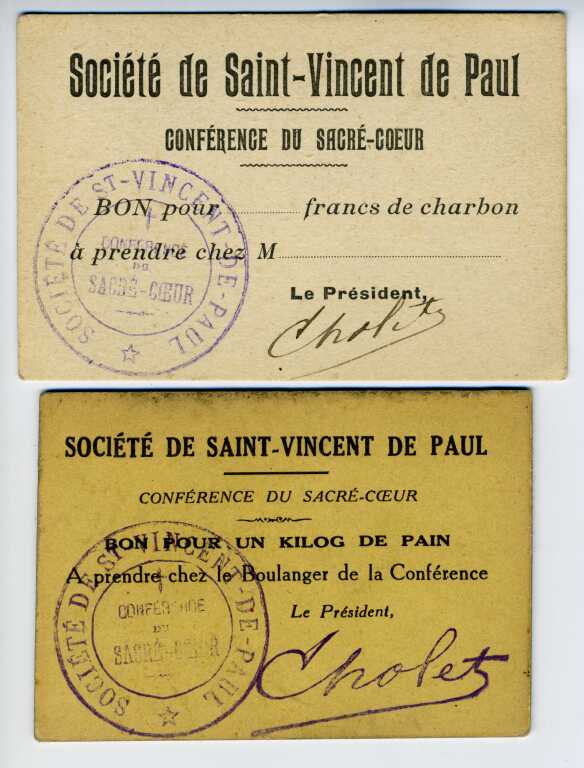 Société de Saint-Vincent de Paul
CONFÉRENCE DU SACRÉ-CŒUR
BON pour ............ francs de charbon
à prendre chez M........................................
Le Président,
Cholet
SOCIÉTÉ DE ST-VINCENT-DE-PAUL
CONFÉRENCE
DU
SACRÉ-CŒUR
SOCIÉTÉ DE SAINT-VINCENT DE PAUL
CONFÉRENCE DU SACRÉ-CŒUR
BON POUR UN KILOG DE PAIN
A prendre chez le Boulanger de la Conférence
Le Président,
Cholet
SOCIÉTÉ DE ST-VINCENT-DE-PAUL
CONFÉRENCE
DU
SACRÉ-CŒUR